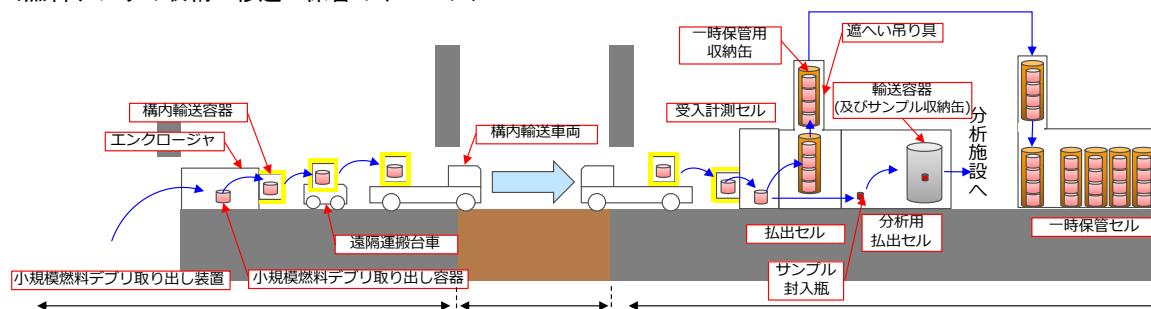 一時保管用
収納缶
遮へい吊り具
輸送容器
(及びサンプル収納缶)
構内輸送容器
エンクロージャ
構内輸送車両
受入計測セル
分析施設へ
遠隔運搬台車
払出セル
分析用
払出セル
一時保管セル
小規模燃料デブリ取り出し装置
小規模燃料デブリ取り出し容器
サンプル
封入瓶